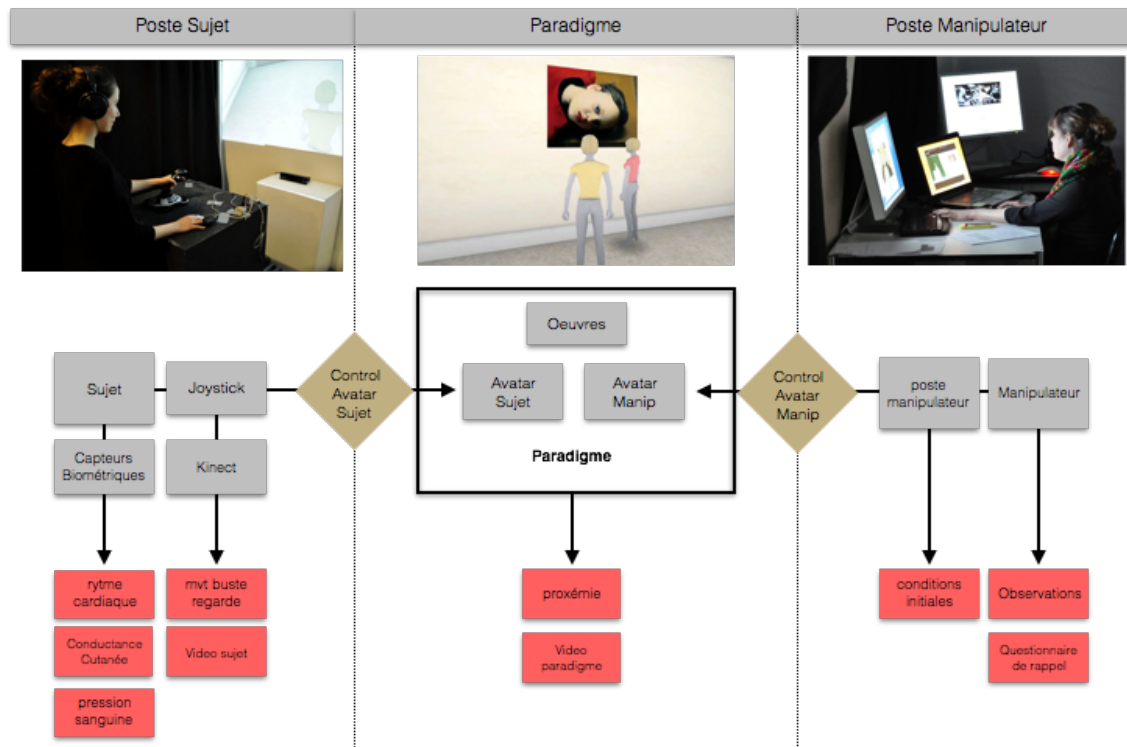 Poste Sujet
Paradigme
Poste Manipulateur
Oeuvres
Sujet
Joystick
Control
Avatar
Sujet
Avatar
Sujet
Avatar
Manip
Control
Avatar
Manip
poste
manipulateur
Manipulateur
Capteurs
Biométriques
Kinect
Paradigme
rytme
cardiaque
mvt buste
regarde
proxémie
conditions
initiales
Observations
Conductance
Cutanée
Video sujet
Video
paradigme
Questionnaire
de rappel
pression
sanguine